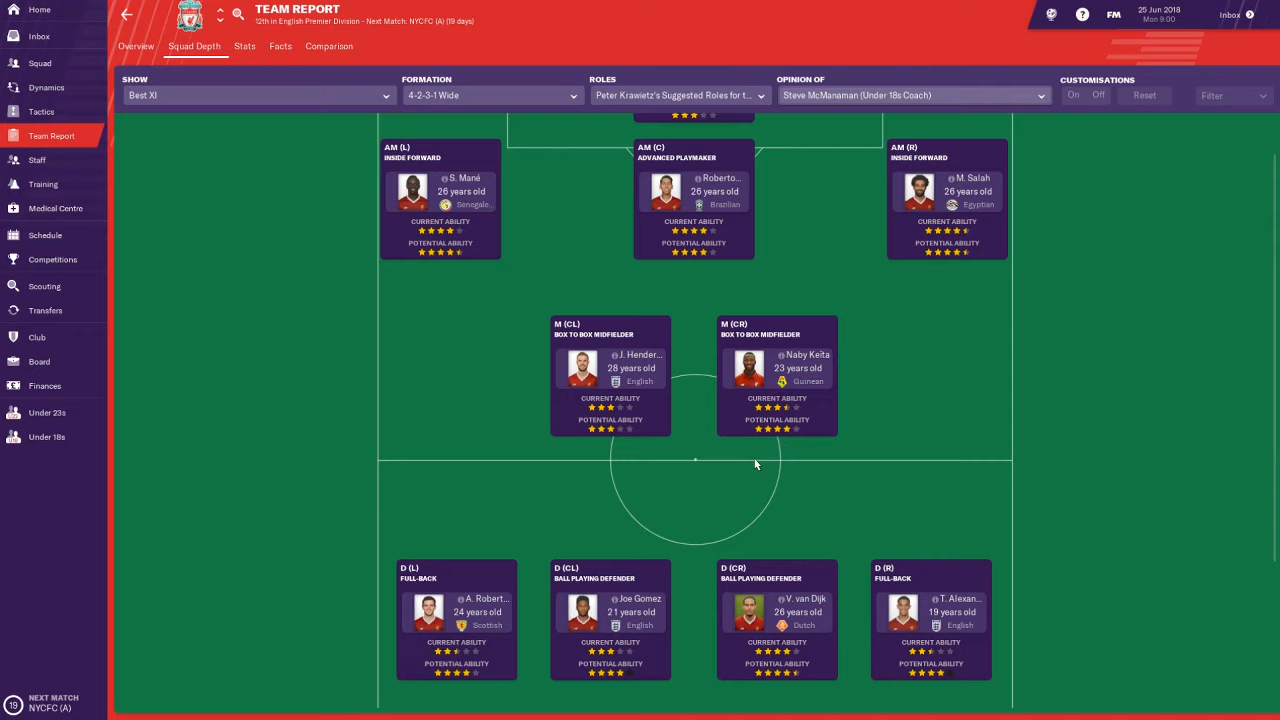 Home
Inbox
Squad
Dynamics
Tactics
Team Report
Staff
Training
Medical Centre
Schedule
Competitions
Scouting
Transfers
Club
Board
Finances
Under 23s
Under 18s
19
NEXT MATCH
NYCFC (A)
TEAM REPORT
12th in English Premier Division - Next Match: NYCFC (A) (19 days)
FM
25 Jun 2018
Mon 9:00
Inbox
Overview Squad Depth Stats Facts Comparison
SHOW FORMATION ROLES OPINION OF CUSTOMISATIONS
Best XI 4-2-3-1 Wide Peter Krawietz's Suggested Roles for t... Steve McManaman (Under 18s Coach) On Off Reset Filter
AM (L)
INSIDE FORWARD
S. Mané
26 years old
Senegale...
CURRENT ABILITY
POTENTIAL ABILITY
AM (C)
ADVANCED PLAYMAKER
Roberto...
26 years old
Brazilian
CURRENT ABILITY
POTENTIAL ABILITY
AM (R)
INSIDE FORWARD
M. Salah
26 years old
Egyptian
CURRENT ABILITY
POTENTIAL ABILITY
M (CL)
BOX TO BOX MIDFIELDER
J. Hender...
28 years old
English
CURRENT ABILITY
POTENTIAL ABILITY
M (CR)
BOX TO BOX MIDFIELDER
Naby Keïta
23 years old
Guinean
CURRENT ABILITY
POTENTIAL ABILITY
D (L)
FULL-BACK
A. Robert...
24 years old
Scottish
CURRENT ABILITY
POTENTIAL ABILITY
D (CL)
BALL PLAYING DEFENDER
Joe Gomez
21 years old
English
CURRENT ABILITY
POTENTIAL ABILITY
D (CR)
BALL PLAYING DEFENDER
V. van Dijk
26 years old
Dutch
CURRENT ABILITY
POTENTIAL ABILITY
D (R)
FULL-BACK
T. Alexan...
19 years old
English
CURRENT ABILITY
POTENTIAL ABILITY